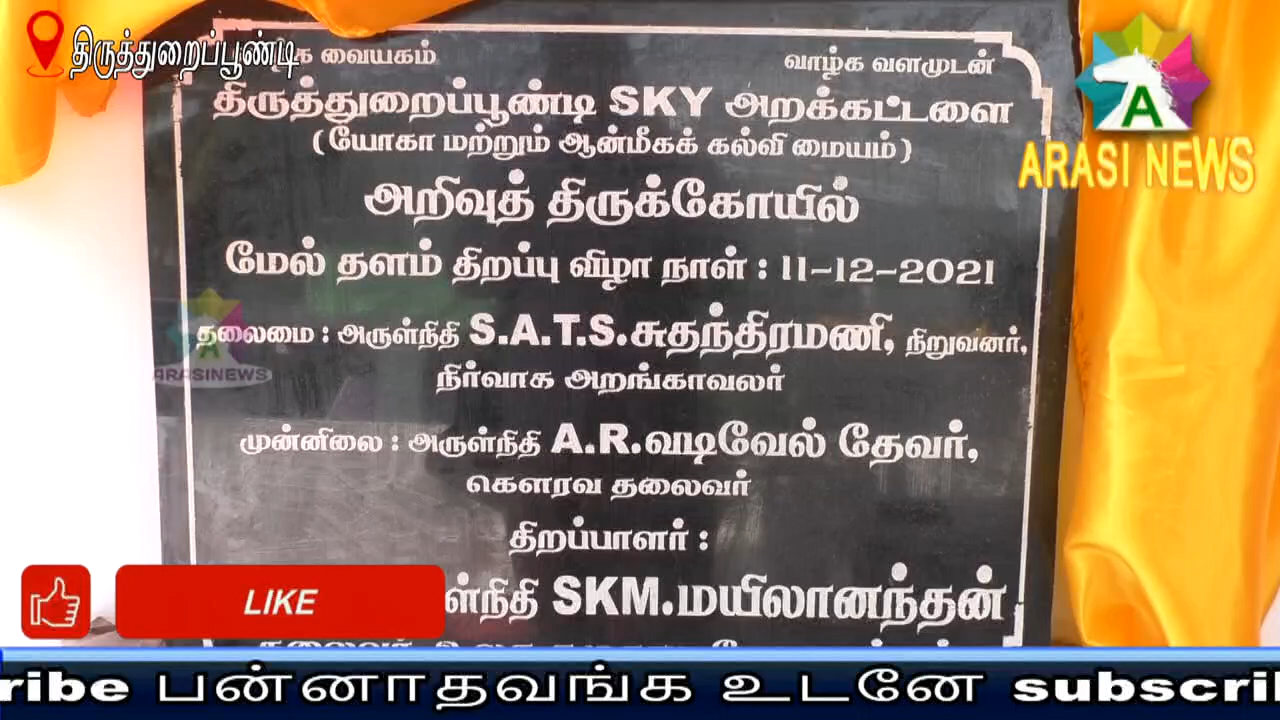 திருத்துறைப்பூண்டி
வையகம்
வாழ்க வளமுடன்
ARASI NEWS
திருத்துறைப்பூண்டி SKY அறக்கட்டளை
(யோகா மற்றும் ஆன்மீகக் கல்வி மையம்)
அறிவுத் திருக்கோயில்
மேல் தளம் திறப்பு விழா நாள் : 11-12-2021
தலைமை : அருள்நிதி S.A.T.S.சுதந்திரமணி, நிறுவனர்,
நிர்வாக அறங்காவலர்
ARASINEWS
முன்னிலை : அருள்நிதி A.R.வடிவேல் தேவர்,
கௌரவ தலைவர்
திறப்பாளர் :
ள்நிதி SKM.மயிலானந்தன்
LIKE
ribe பன்னாதவங்க உடனே subscri